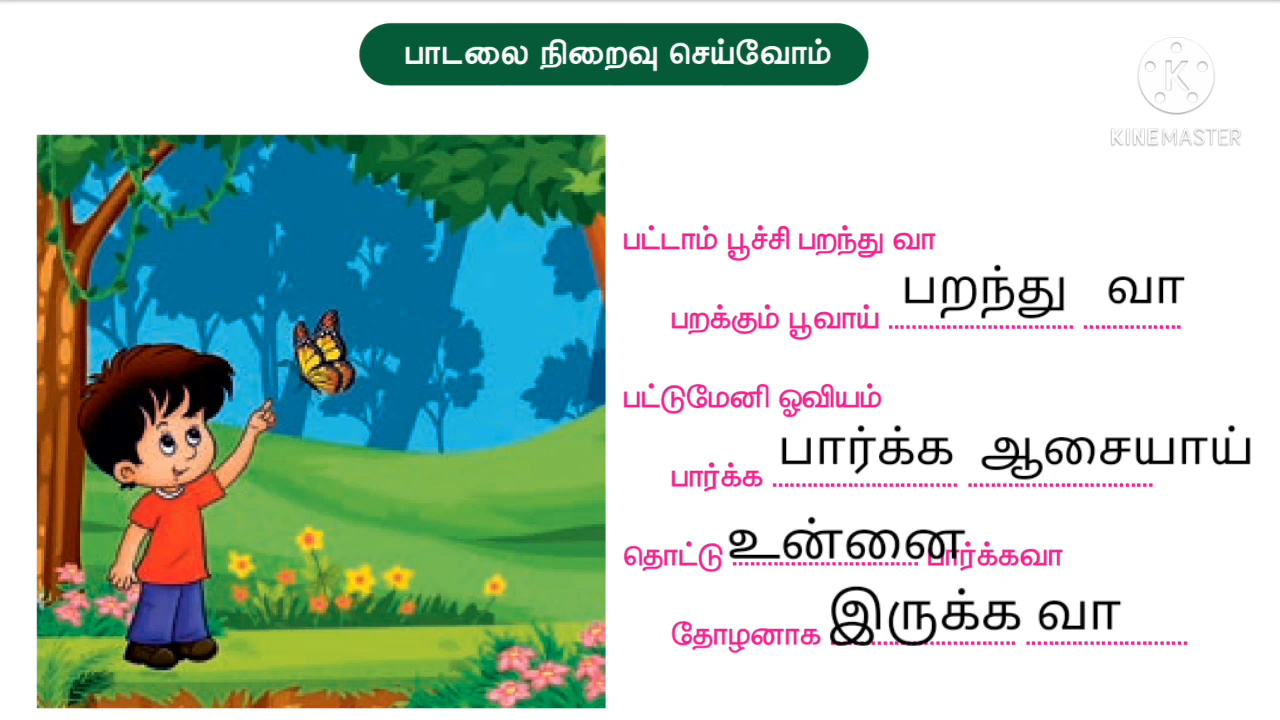 பாடலை நிறைவு செய்வோம்
KINEMASTER
பட்டாம் பூச்சி பறந்து வா
பறக்கும் பூவாய் பறந்து வா
பட்டுமேனி ஓவியம்
பார்க்க பார்க்க ஆசையாய்
தொட்டு உன்னை பார்க்கவா
தோழனாக இருக்க வா